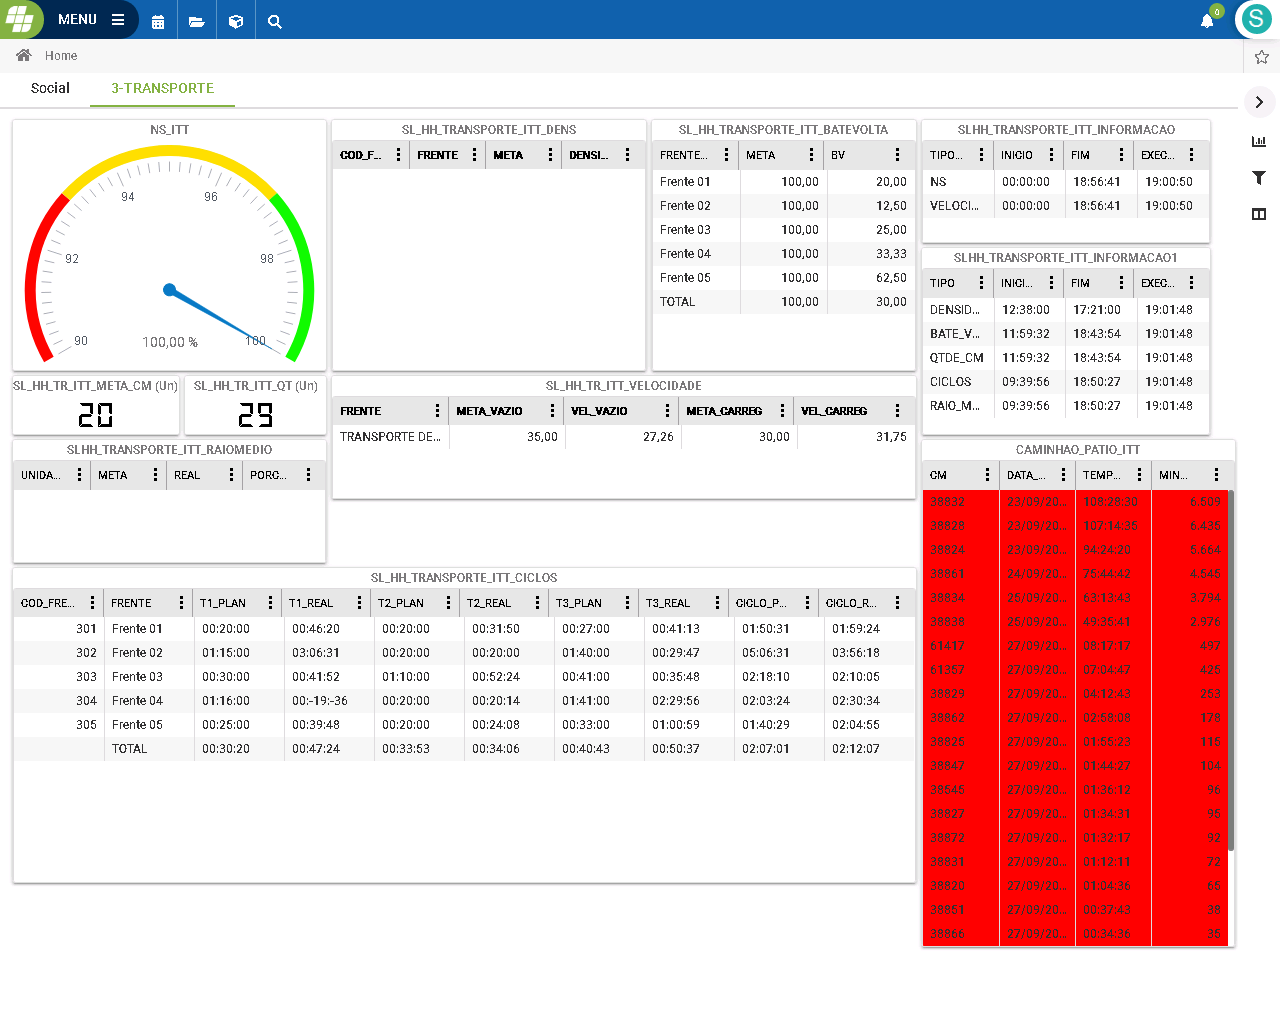 MENU
0
S
Home
Social
3-TRANSPORTE
NS_ITT
94
96
92
98
90
100
100,00 %
SL_HH_TRANSPORTE_ITT_DENS
COD_F... FRENTE META DENSI...
SL_HH_TRANSPORTE_ITT_BATEVOLTA
FRENTE... META BV
Frente 01 100,00 20,00
Frente 02 100,00 12,50
Frente 03 100,00 25,00
Frente 04 100,00 33,33
Frente 05 100,00 62,50
TOTAL 100,00 30,00
SLHH_TRANSPORTE_ITT_INFORMACAO
TIPO... INICIO FIM EXEC...
NS 00:00:00 18:56:41 19:00:50
VELOCI... 00:00:00 18:56:41 19:00:50
SLHH_TRANSPORTE_ITT_INFORMACAO1
TIPO INICI... FIM EXEC...
DENSID... 12:38:00 17:21:00 19:01:48
BATE_V... 11:59:32 18:43:54 19:01:48
QTDE_CM 11:59:32 18:43:54 19:01:48
CICLOS 09:39:56 18:50:27 19:01:48
RAIO_M... 09:39:56 18:50:27 19:01:48
SL_HH_TR_ITT_META_CM (Un)
20
SL_HH_TR_ITT_QT (Un)
29
SL_HH_TR_ITT_VELOCIDADE
FRENTE META_VAZIO VEL_VAZIO META_CARREG VEL_CARREG
TRANSPORTE DE... 35,00 27,26 30,00 31,75
SLHH_TRANSPORTE_ITT_RAIOMEDIO
UNIDA... META REAL PORC...
CAMINHAO_PATIO_ITT
CM DATA_... TEMP... MIN...
38832 23/09/20... 108:28:30 6.509
38828 23/09/20... 107:14:35 6.435
38824 23/09/20... 94:24:20 5.664
38861 24/09/20... 75:44:42 4.545
38834 25/09/20... 63:13:43 3.794
38838 25/09/20... 49:35:41 2.976
51417 27/09/20... 08:17:17 497
51357 27/09/20... 07:04:47 425
38829 27/09/20... 04:12:43 253
38862 27/09/20... 02:58:08 178
38825 27/09/20... 01:55:23 115
38847 27/09/20... 01:44:27 104
38545 27/09/20... 01:36:12 96
38827 27/09/20... 01:34:31 95
38872 27/09/20... 01:32:17 92
38831 27/09/20... 01:12:11 72
38820 27/09/20... 01:04:36 65
38851 27/09/20... 00:37:43 38
38866 27/09/20... 00:34:36 35
SL_HH_TRANSPORTE_ITT_CICLOS
COD_FRE... FRENTE T1_PLAN T1_REAL T2_PLAN T2_REAL T3_PLAN T3_REAL CICLO_P... CICLO_R...
301 Frente 01 00:20:00 00:46:20 00:20:00 00:31:50 00:27:00 00:41:13 01:50:31 01:59:24
302 Frente 02 01:15:00 03:06:31 00:20:00 00:20:00 01:40:00 00:29:47 05:06:31 03:56:18
303 Frente 03 00:30:00 00:41:52 01:10:00 00:52:24 00:41:00 00:35:48 02:18:10 02:10:05
304 Frente 04 01:16:00 00:-19:-36 00:20:00 00:20:14 01:41:00 02:29:56 02:03:24 02:30:34
305 Frente 05 00:25:00 00:39:48 00:20:00 00:24:08 00:33:00 01:00:59 01:40:29 02:04:55
TOTAL 00:30:20 00:47:24 00:33:53 00:34:06 00:40:43 00:50:37 02:07:01 02:12:07